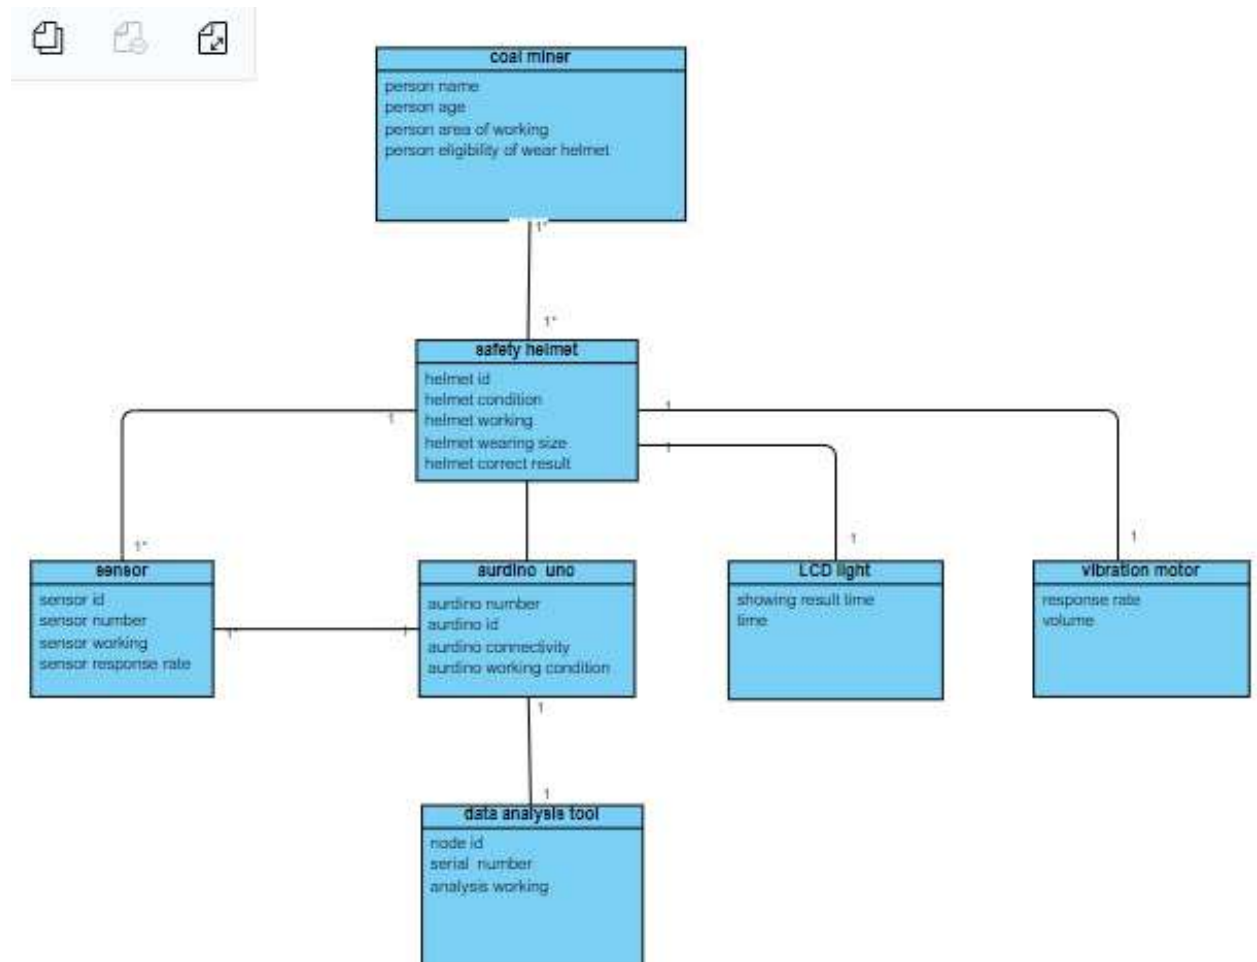 coal miner
person name
person age
person area of working
person eligibility of wear helmet
1*
1*
safety helmet
helmet id
helmet condition
helmet working
helmet wearing size
helmet correct result
1
1
1
1*
1
1
sensor
sensor id
sensor number
sensor working
sensor response rate
1*
1
aurdino uno
aurdino number
aurdino id
aurdino connectivity
aurdino working condition
LCD light
showing result time
time
vibration motor
response rate
volume
1
1
data analysis tool
node id
serial number
analysis working